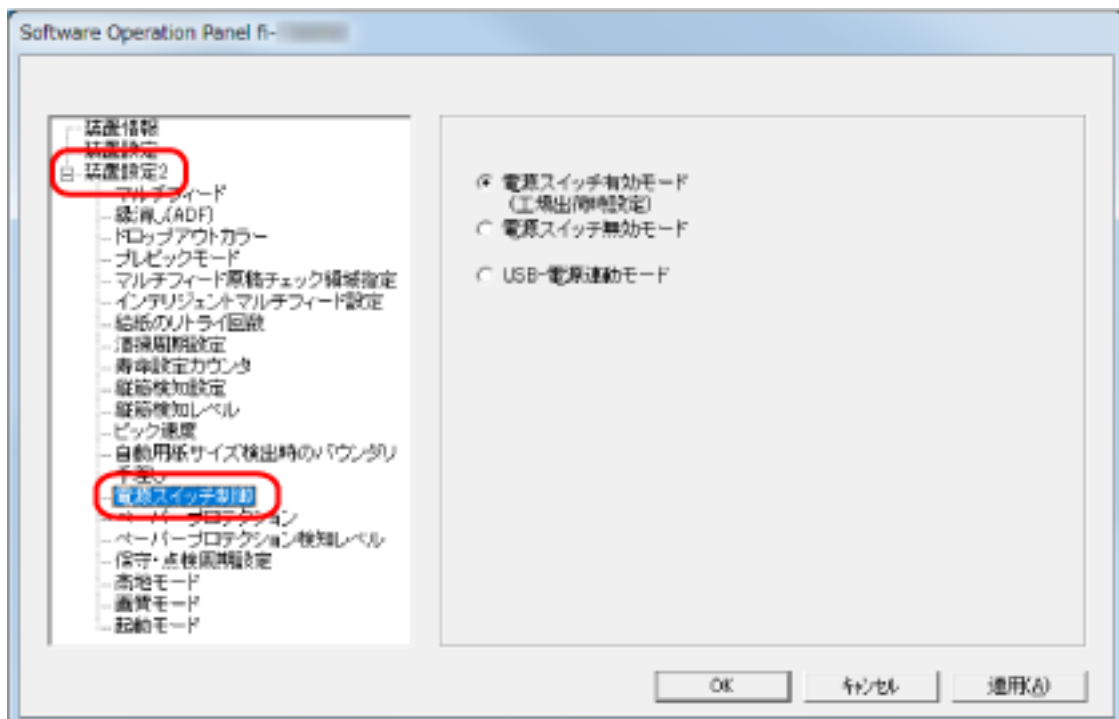 Software Operation Panel fi-
装置情報
装置設定
装置設定2
マルチフィード
縁消し(ADF)
ドロップアウトカラー
プレピックモード
マルチフィード原稿チェック領域指定
インテリジェントマルチフィード設定
給紙のリトライ回数
清掃周期設定
寿命設定カウンタ
縦筋検知設定
縦筋検知レベル
ピック速度
自動用紙サイズ検出時のバウンダリ
手差し
電源スイッチ制御
ペーパープロテクション
ペーパープロテクション検知レベル
保守・点検周期設定
高地モード
画質モード
起動モード
電源スイッチ有効モード
(工場出荷時設定)
電源スイッチ無効モード
USB-電源連動モード
OK
キャンセル
適用(A)